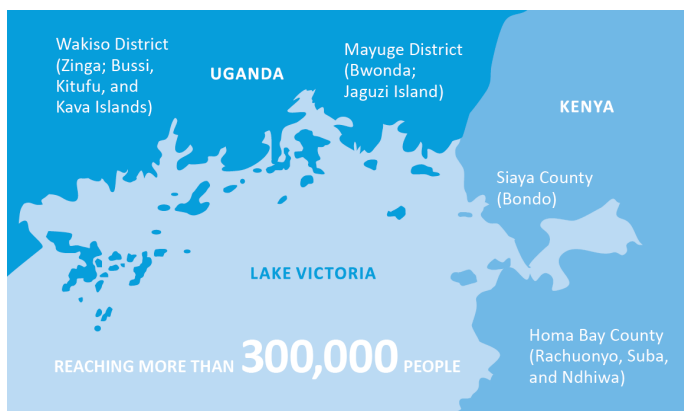 Wakiso District
(Zinga; Bussi,
Kitufu, and
Kava Islands)
UGANDA
Mayuge District
(Bwonda;
Jaguzi Island)
KENYA
Siaya County
(Bondo)
LAKE VICTORIA
Homa Bay County
(Rachuonyo, Suba,
and Ndhiwa)
REACHING MORE THAN 300,000 PEOPLE